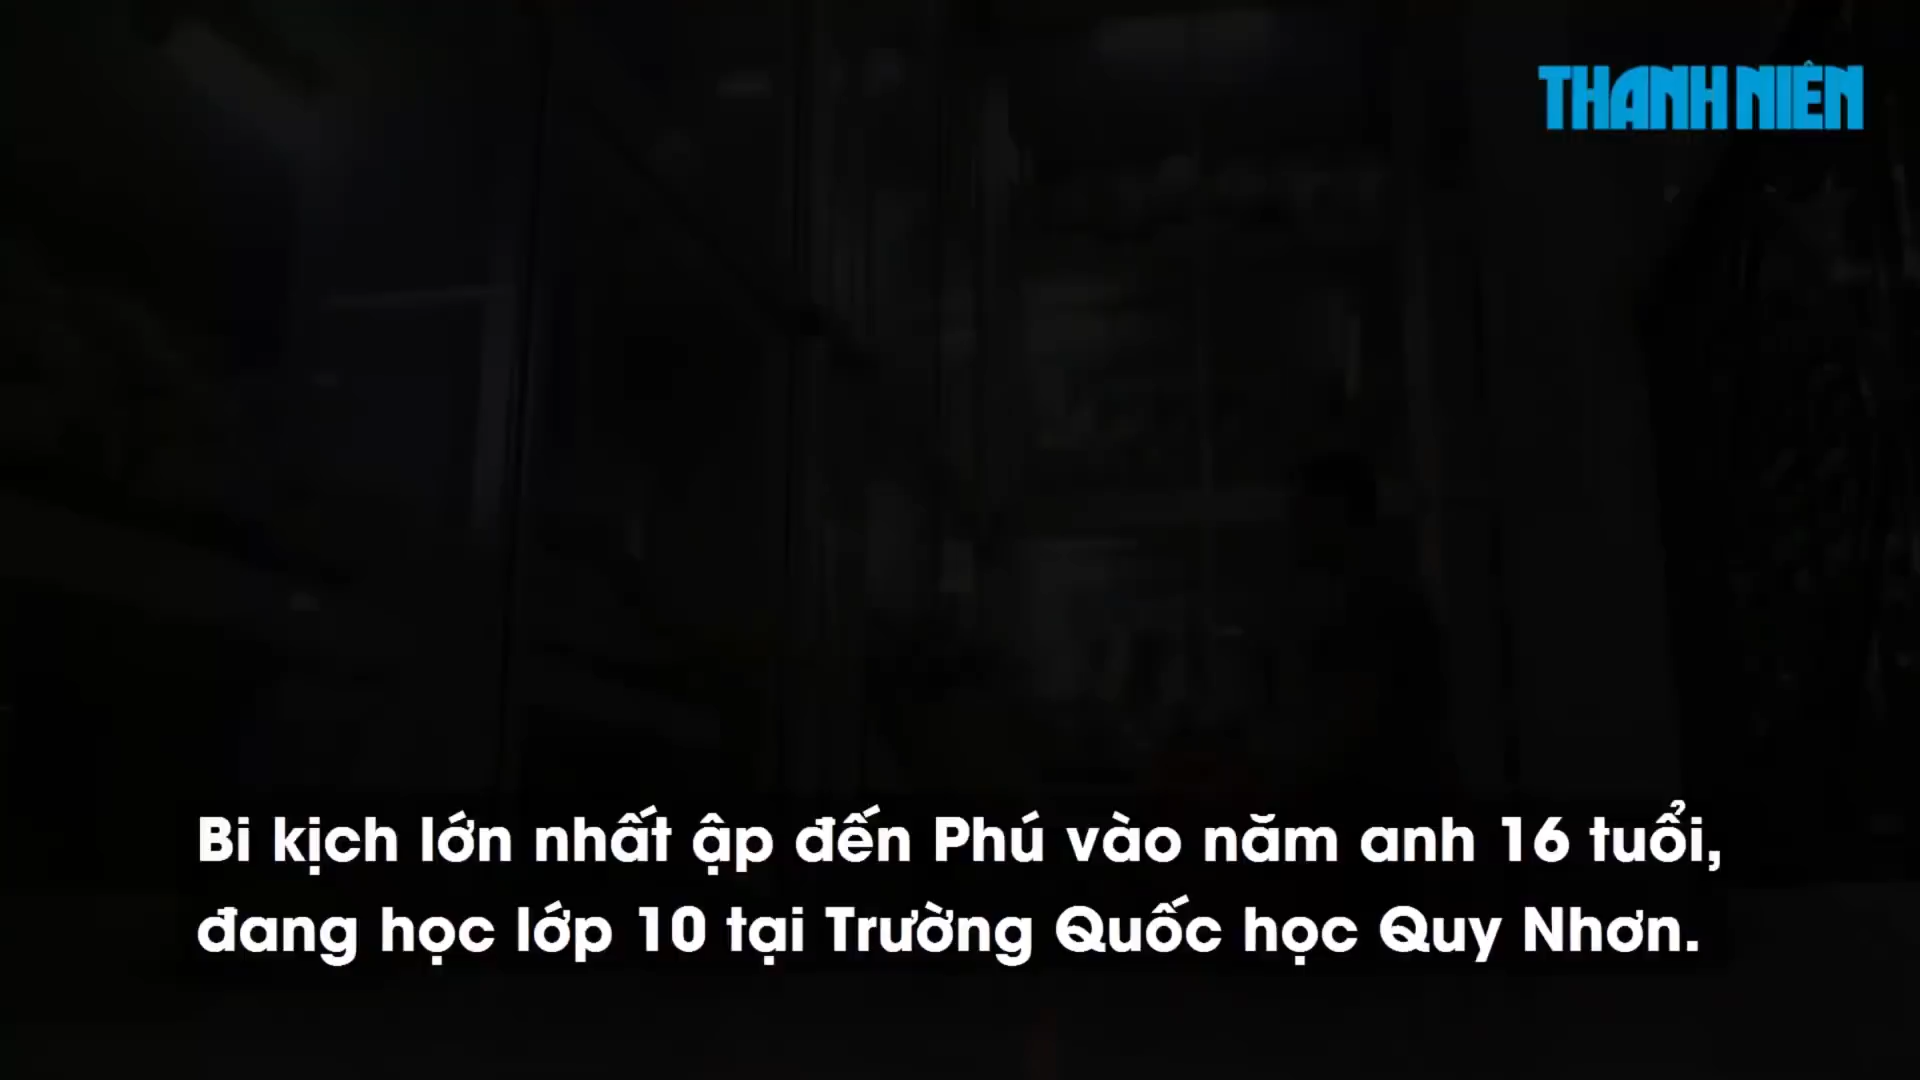 THANH NIÊN
Bi kịch lớn nhất ập đến Phú vào năm anh 16 tuổi,
đang học lớp 10 tại Trường Quốc học Quy Nhơn.